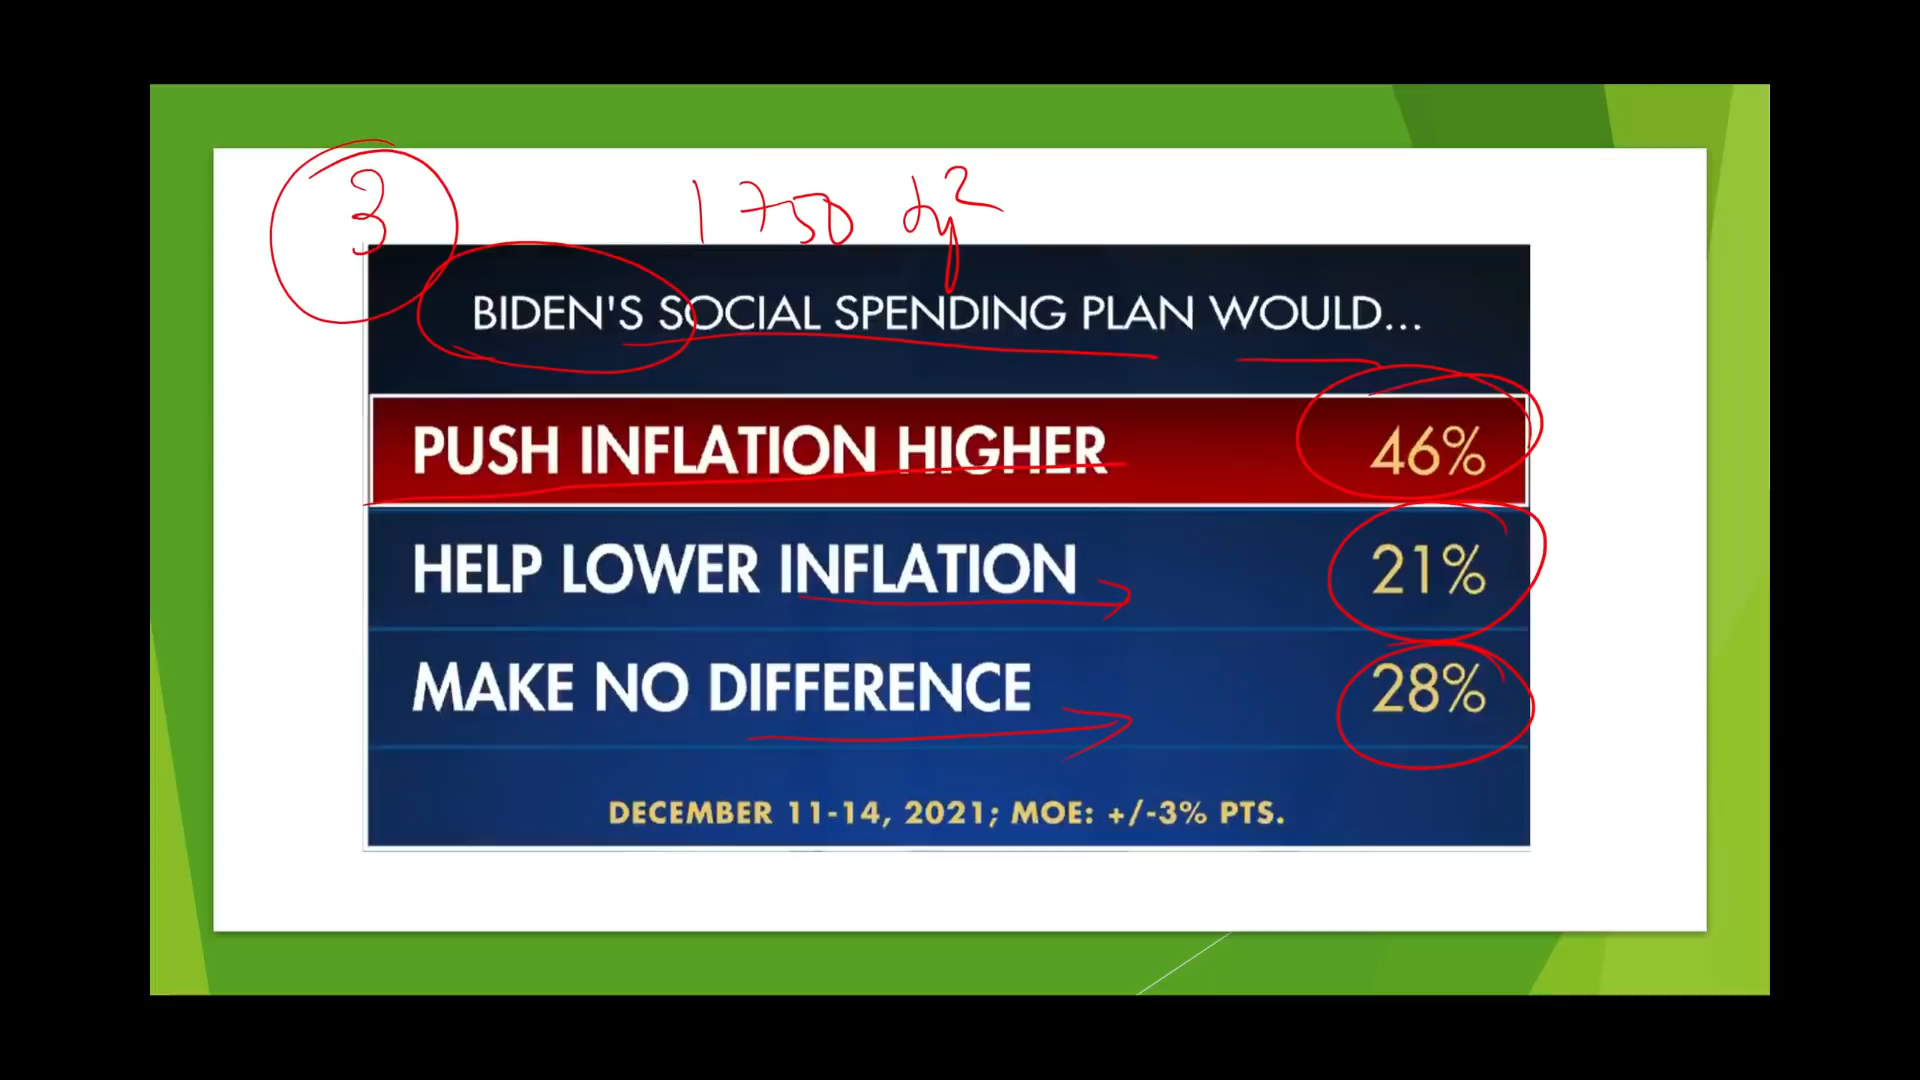 3
1750
BIDEN'S SOCIAL SPENDING PLAN WOULD...
PUSH INFLATION HIGHER 46%
HELP LOWER INFLATION 21%
MAKE NO DIFFERENCE 28%
DECEMBER 11-14, 2021; MOE: +/-3% PTS.